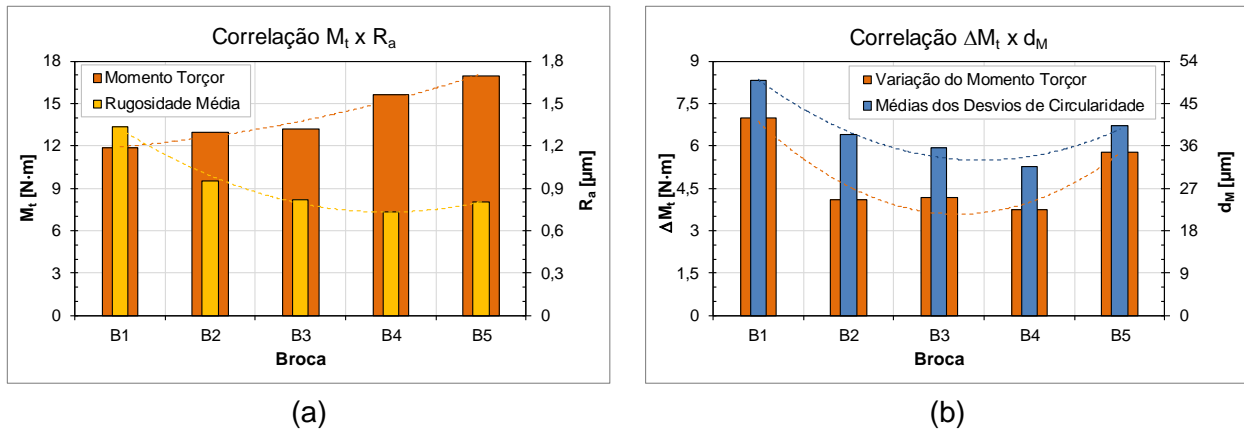 Correlação Mt x Ra
18
15
12
9
6
3
0
Mt [N·m]
Momento Torçor
Rugosidade Média
1,8
1,5
1,2
0,9
0,6
0,3
0
Ra [µm]
B1 B2 B3 B4 B5
Broca
(a)
Correlação ΔMt x dM
9
7,5
6
4,5
3
1,5
0
ΔMt [N·m]
Variação do Momento Torçor
Médias dos Desvios de Circularidade
54
45
36
27
18
9
0
dM [µm]
B1 B2 B3 B4 B5
Broca
(b)